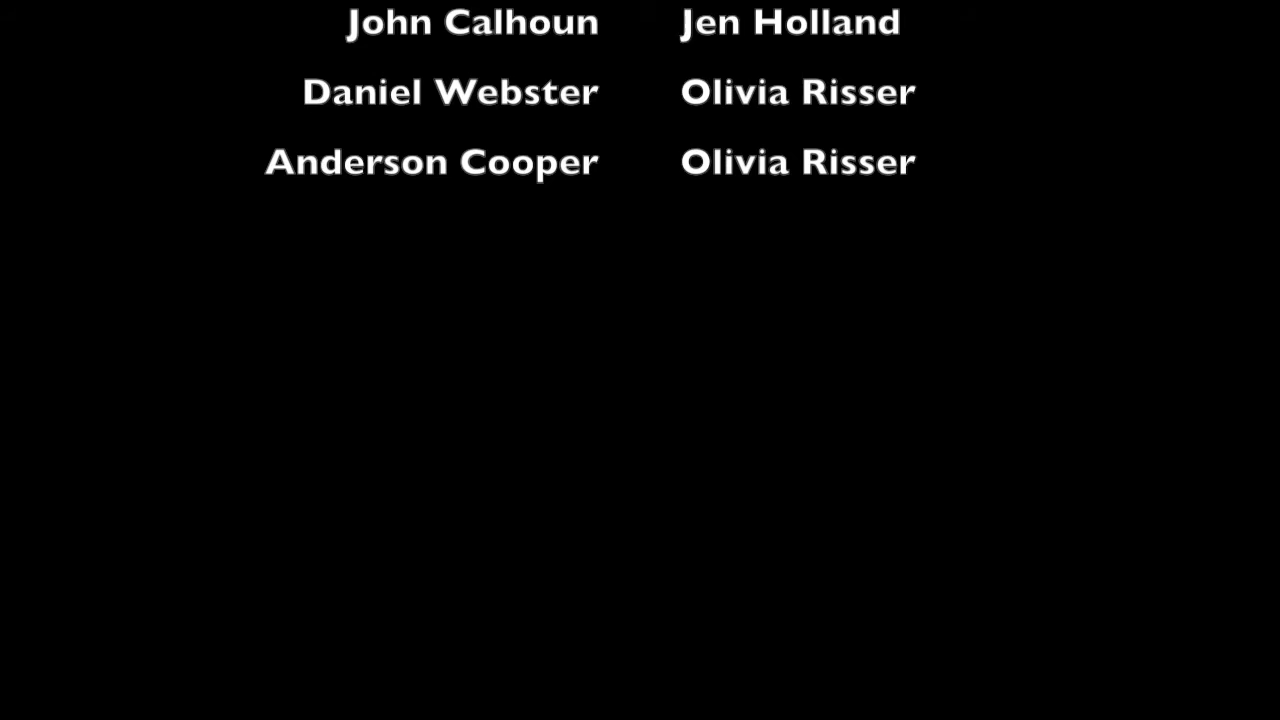 John Calhoun Jen Holland
Daniel Webster Olivia Risser
Anderson Cooper Olivia Risser